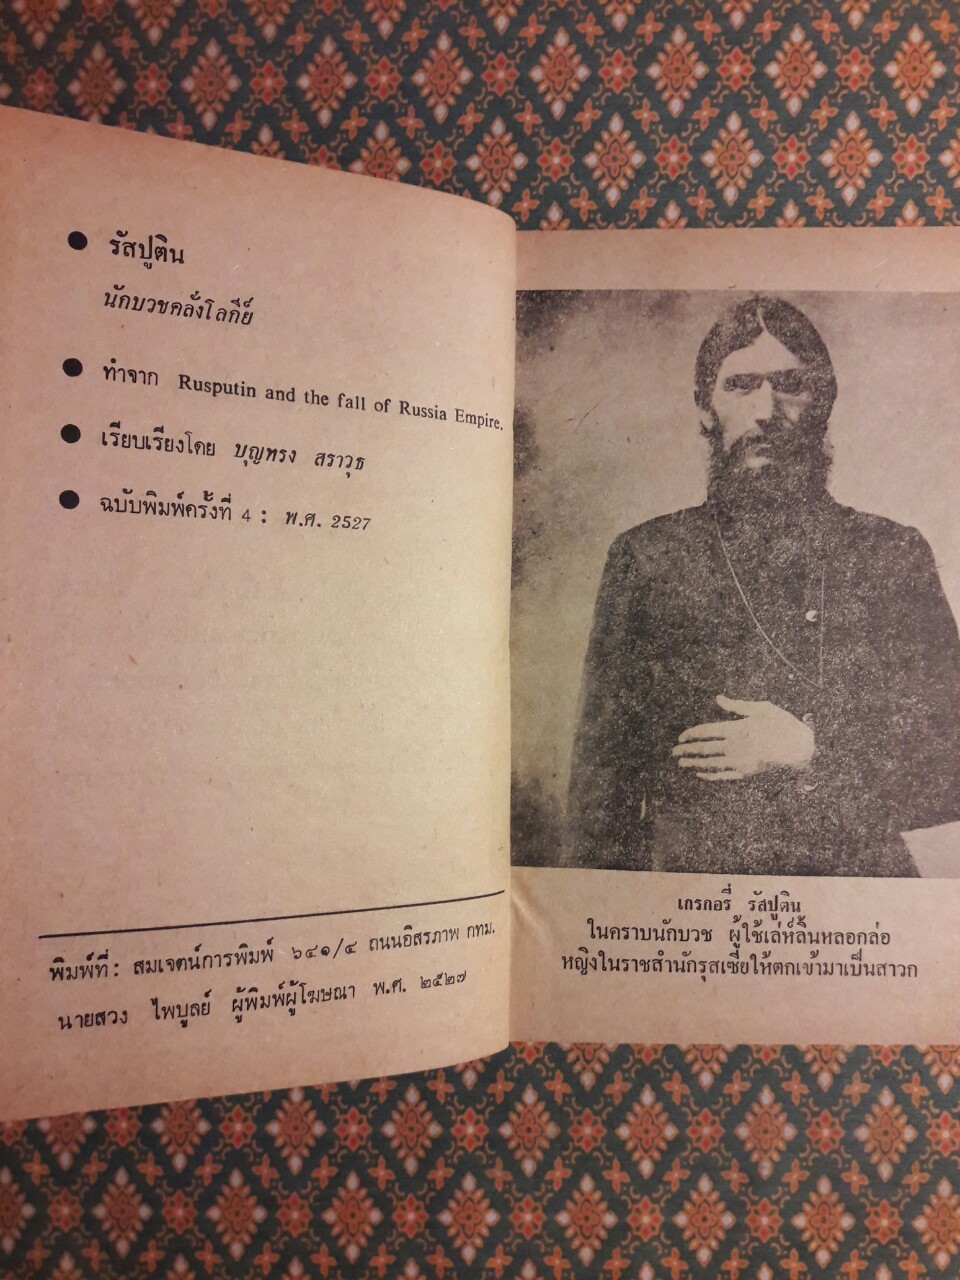 รัสปูติน
นักบวชคลั่งโลกีย์
ทำจาก Rusputin and the fall of Russia Empire.
เรียบเรียงโดย บุญทรง สราวุธ
ฉบับพิมพ์ครั้งที่ 4 : พ.ศ. 2527
พิมพ์ที่ : สมเจตน์การพิมพ์ ๖๔๑/๔ ถนนอิสรภาพ กทม.
นายสวง ไพบูลย์ ผู้พิมพ์ผู้โฆษณา พ.ศ. ๒๕๒๗
เกรกอรี่ รัสปูติน
ในคราบนักบวช ผู้ใช้เล่ห์ลิ้นหลอกล่อ
หญิงในราชสำนักรุสเซียให้ตกเข้ามาเป็นสาวก